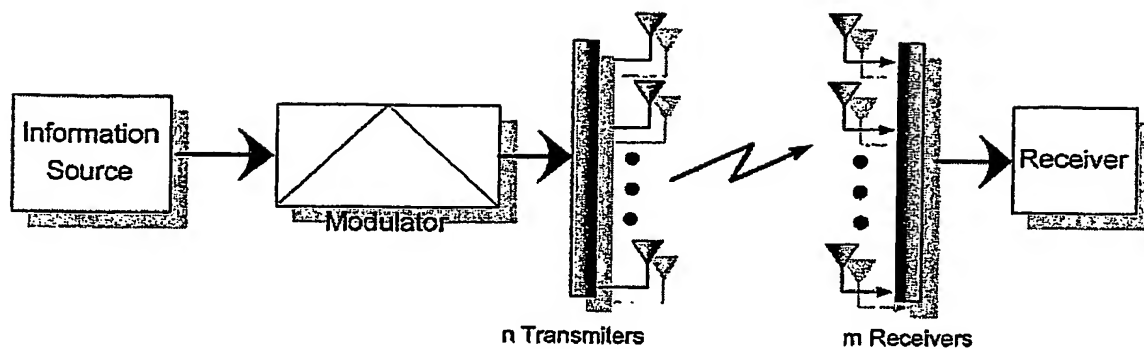 Information
Source
Modulator
n Transmiters
m Receivers
Receiver